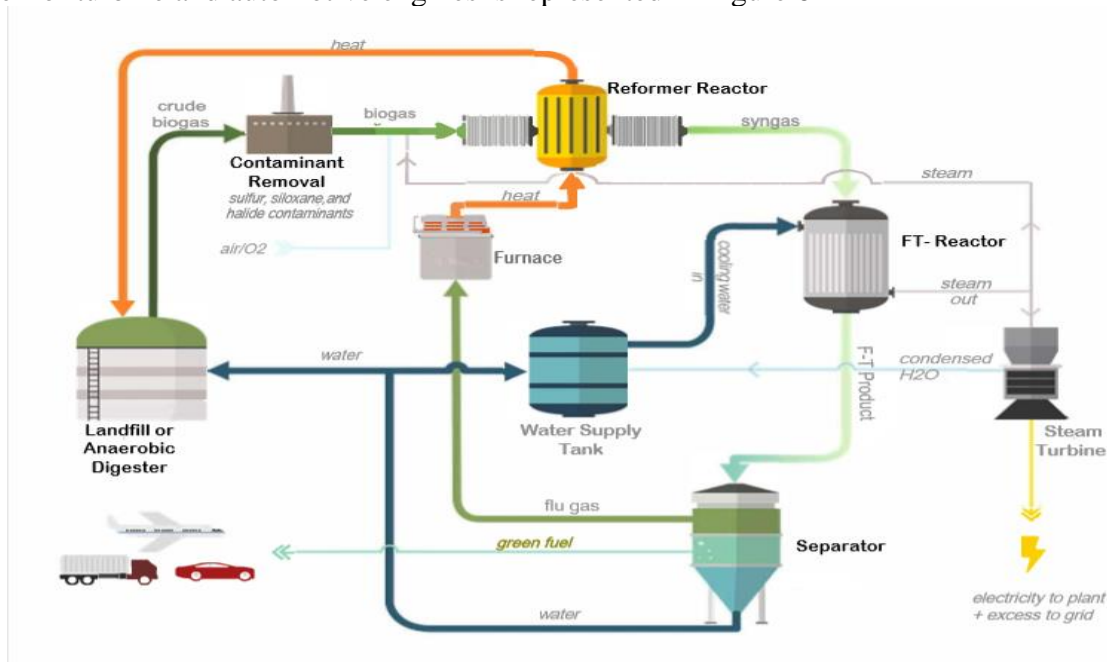 heat
Reformer Reactor
crude
biogas
biogas
syngas
Contaminant
Removal
sulfur, siloxane, and
halide contaminants
steam
heat
air/O2
Furnace
cooling water
in
FT- Reactor
steam
out
water
F-T Product
condensed
H2O
Landfill or
Anaerobic
Digester
Water Supply
Tank
Steam
Turbine
flu gas
green fuel
Separator
water
electricity to plant
+ excess to grid